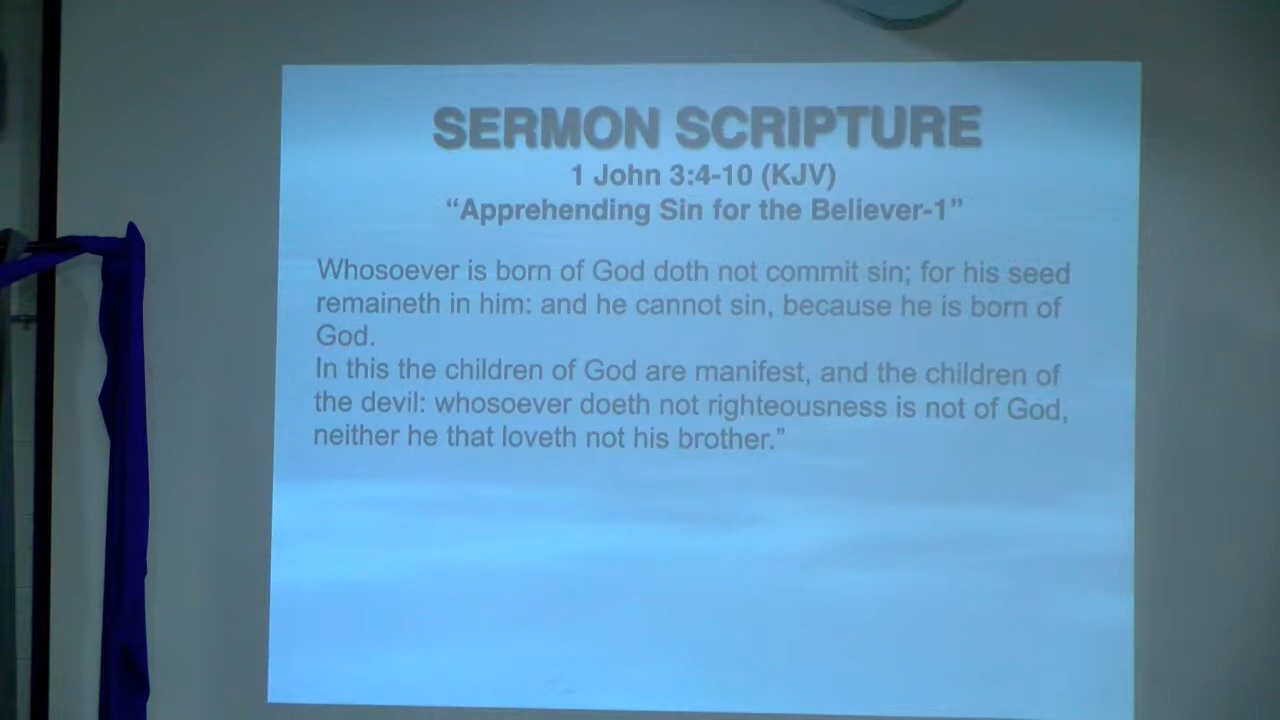 SERMON SCRIPTURE
1 John 3:4-10 (KJV)
“Apprehending Sin for the Believer-1”
Whosoever is born of God doth not commit sin; for his seed
remaineth in him: and he cannot sin, because he is born of
God.
In this the children of God are manifest, and the children of
the devil: whosoever doeth not righteousness is not of God,
neither he that loveth not his brother.”